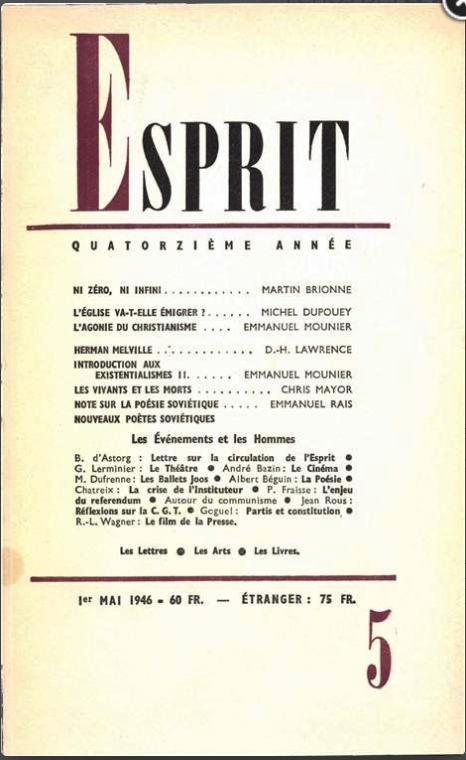 ESPRIT
QUATORZIÈME ANNÉE
NI ZÉRO, NI INFINI............ MARTIN BRIONNE
L'ÉGLISE VA-T-ELLE ÉMIGRER ?...... MICHEL DUPOUEY
L'AGONIE DU CHRISTIANISME .... EMMANUEL MOUNIER
HERMAN MELVILLE ............. D.-H. LAWRENCE
INTRODUCTION AUX
EXISTENTIALISMES II. ...... EMMANUEL MOUNIER
LES VIVANTS ET LES MORTS .......... CHRIS MAYOR
NOTE SUR LA POÉSIE SOVIÉTIQUE ..... EMMANUEL RAIS
NOUVEAUX POÈTES SOVIÉTIQUES
Les Événements et les Hommes
B. d'Astorg : Lettre sur la circulation de l'Esprit ●
G. Lerminier : Le Théâtre ● André Bazin : Le Cinéma ●
M. Dufrenne : Les Ballets Joos ● Albert Béguin : La Poésie ●
Chatreix : La crise de l'Instituteur ● P. Fraisse : L'enjeu
du referendum ● Autour du communisme ● Jean Rous :
Réflexions sur la C. G. T. ● Goguel : Partis et constitution ●
R.-L. Wagner : Le film de la Presse.
Les Lettres ● Les Arts ● Les Livres.
1er MAI 1946 - 60 FR. — ÉTRANGER : 75 FR.
5